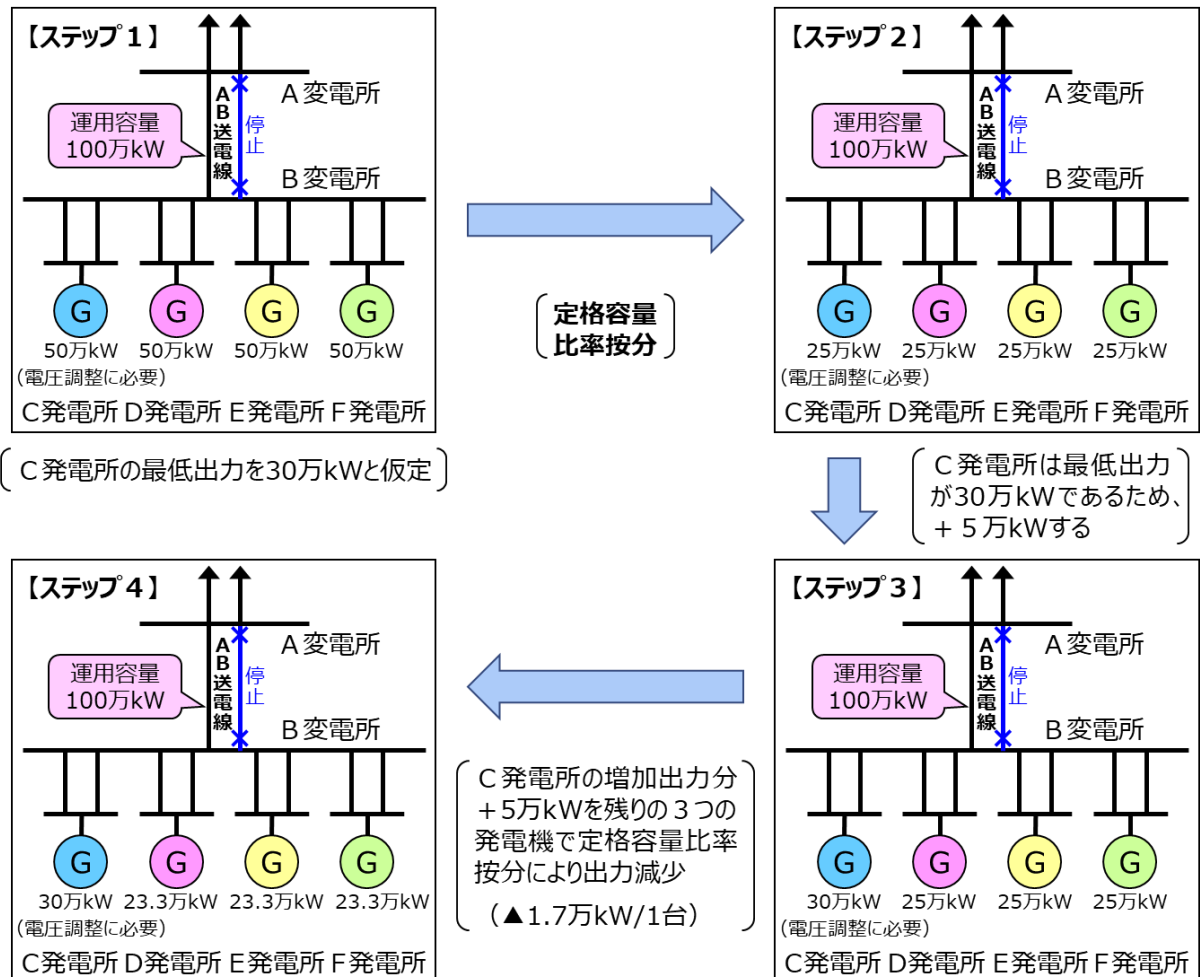 【ステップ1】
A変電所
運用容量
100万kW
AB送電線
停止
B変電所
G G G G
50万kW 50万kW 50万kW 50万kW
(電圧調整に必要)
C発電所 D発電所 E発電所 F発電所
C発電所の最低出力を30万kWと仮定
定格容量
比率按分
【ステップ2】
A変電所
運用容量
100万kW
AB送電線
停止
B変電所
G G G G
25万kW 25万kW 25万kW 25万kW
(電圧調整に必要)
C発電所 D発電所 E発電所 F発電所
C発電所は最低出力
が30万kWであるため、
+5万kWする
【ステップ3】
A変電所
運用容量
100万kW
AB送電線
停止
B変電所
G G G G
30万kW 25万kW 25万kW 25万kW
(電圧調整に必要)
C発電所 D発電所 E発電所 F発電所
C発電所の増加出力分
+5万kWを残りの3つの
発電機で定格容量比率
按分により出力減少
(▲1.7万kW/1台)
【ステップ4】
A変電所
運用容量
100万kW
AB送電線
停止
B変電所
G G G G
30万kW 23.3万kW 23.3万kW 23.3万kW
(電圧調整に必要)
C発電所 D発電所 E発電所 F発電所